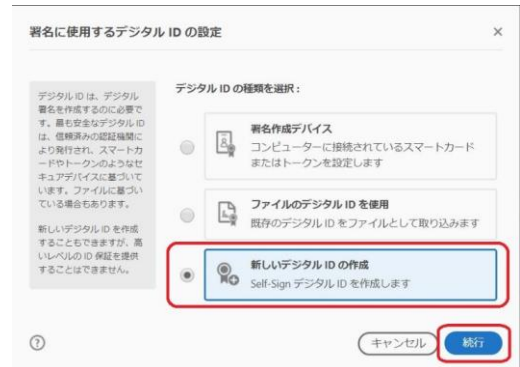 署名に使用するデジタル ID の設定
×
デジタル ID は、デジタル
署名を作成するのに必要で
す。最も安全なデジタル ID
は、信頼済みの認証機関に
より発行され、スマートカ
ードやトークンのようなセ
キュアデバイスに基づいて
います。ファイルに基づい
ている場合もあります。
新しいデジタル ID を作成
することもできますが、高
いレベルの ID 保証を提供
することはできません。
デジタル ID の種類を選択 :
署名作成デバイス
コンピューターに接続されているスマートカード
またはトークンを設定します
ファイルのデジタル ID を使用
既存のデジタル ID をファイルとして取り込みます
新しいデジタル ID の作成
Self-Sign デジタル ID を作成します
?
キャンセル
続行